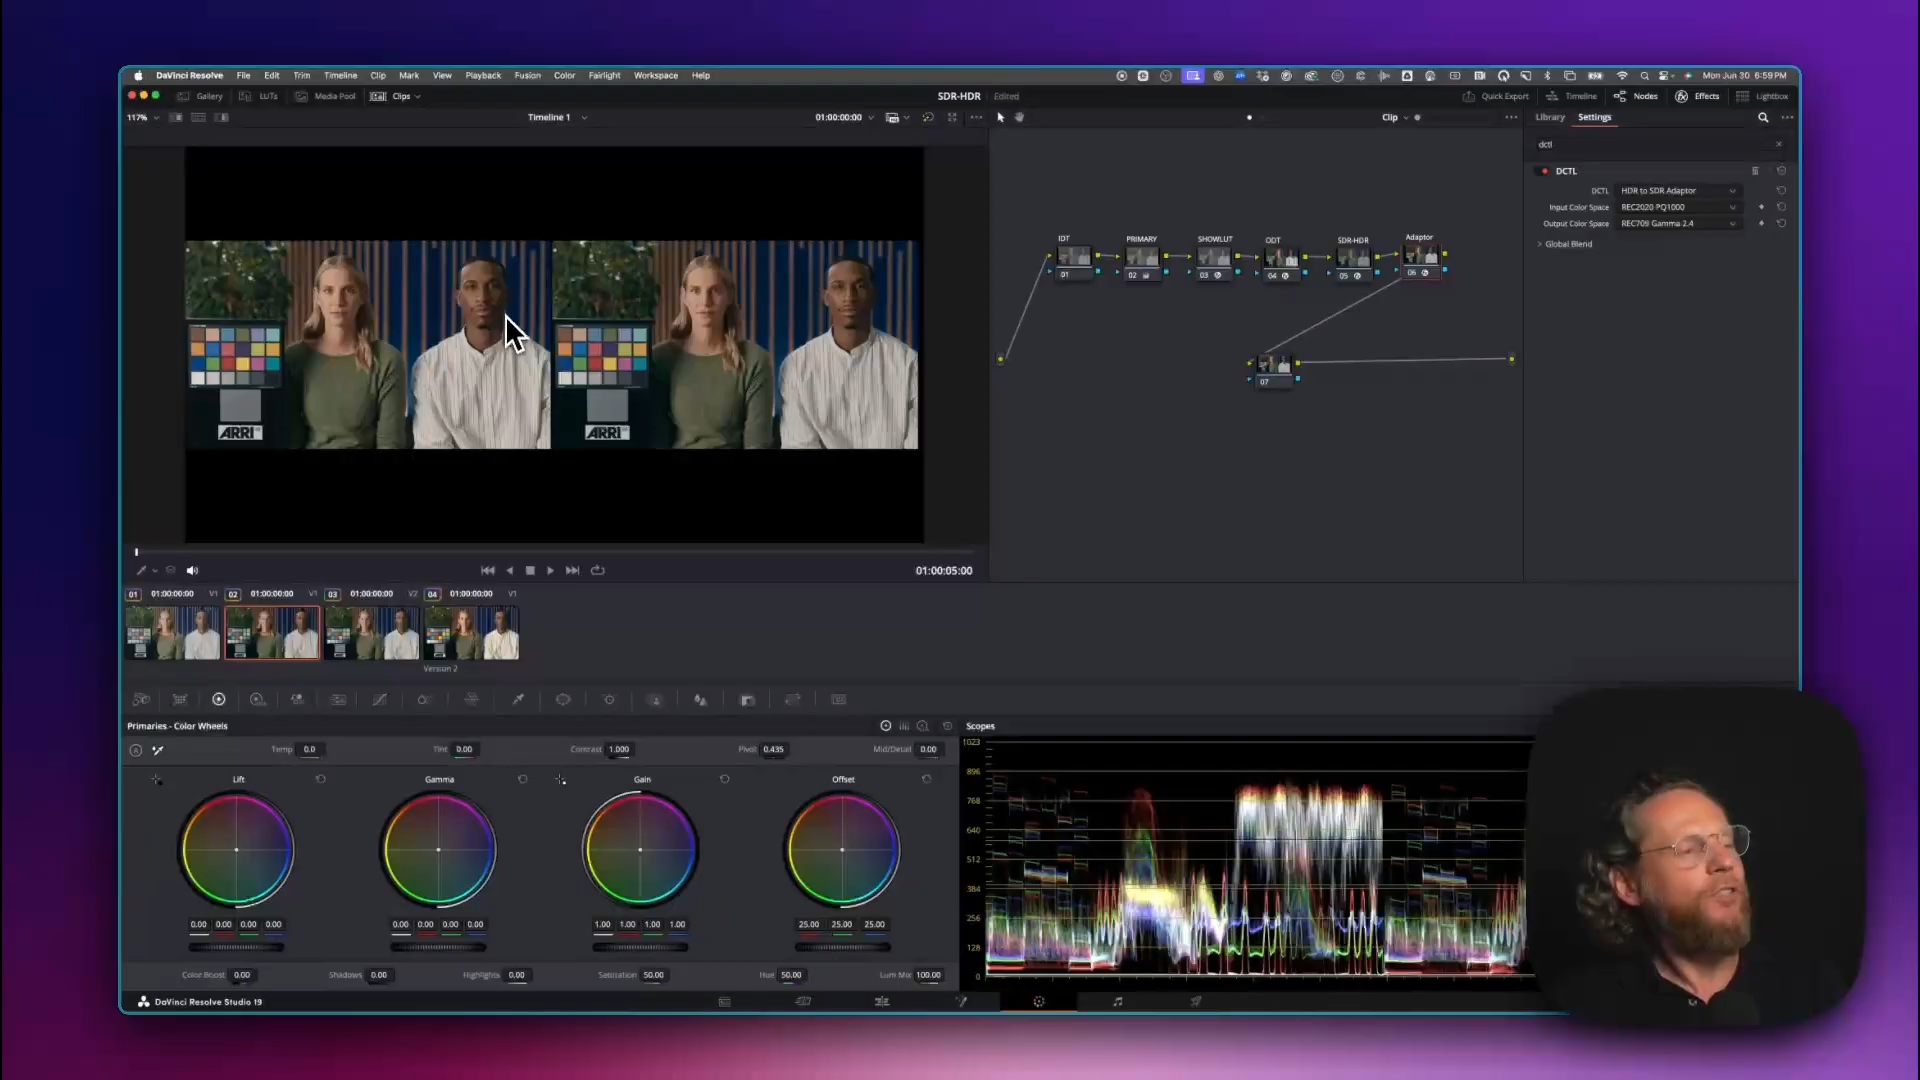 DaVinci Resolve File Edit Trim Timeline Clip Mark View Playback Fusion Color Fairlight Workspace Help Mon Jun 30 6:59 PM
Gallery LUTs Media Pool Clips SDR-HDR Edited Quick Export Timeline Nodes Effects Lightbox
117% Timeline 1 01:00:00:00 Clip Library Settings
dctl
DCTL
DCTL HDR to SDR Adaptor
Input Color Space REC2020 PQ1000
Output Color Space REC709 Gamma 2.4
Global Blend
IDT PRIMARY SHOWLUT ODT SDR-HDR Adaptor
01 02 03 04 05 06
07
ARRI ARRI
01:00:05:00
01 01:00:00:00 V1 02 01:00:00:00 V1 03 01:00:00:00 V2 04 01:00:00:00 V1
Version 2
Primaries - Color Wheels Scopes
Temp 0.0 Tint 0.00 Contrast 1.000 Pivot 0.435 Mid/Detail 0.00
Lift Gamma Gain Offset
0.00 0.00 0.00 0.00 0.00 0.00 0.00 0.00 1.00 1.00 1.00 1.00 25.00 25.00 25.00
Color Boost 0.00 Shadows 0.00 Highlights 0.00 Saturation 50.00 Hue 50.00 Lum Mix 100.00
1023
896
768
640
512
384
256
128
0
DaVinci Resolve Studio 19